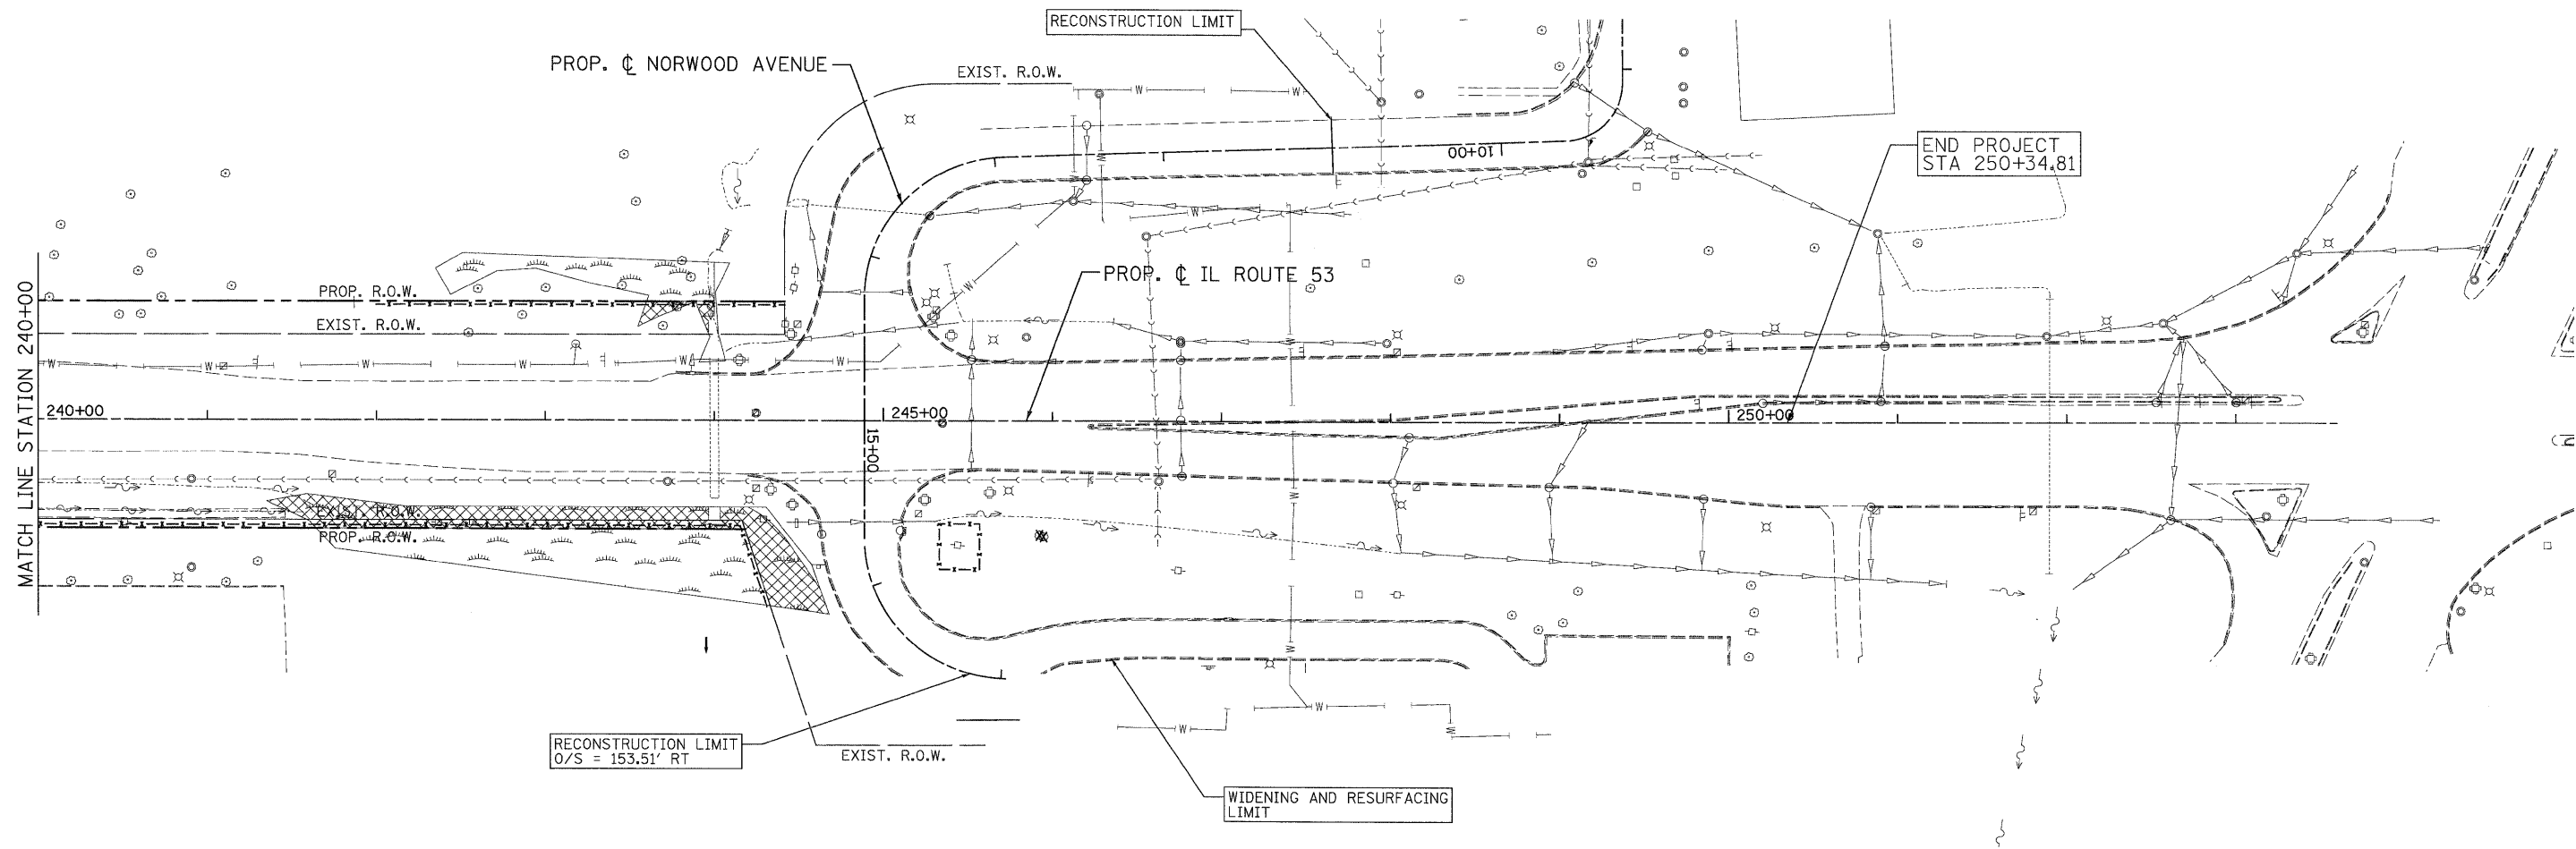 RECONSTRUCTION LIMIT
PROP. ℄ NORWOOD AVENUE
EXIST. R.O.W.
W
W
W
10+00
END PROJECT
STA 250+34.81
W
W
PROP. ℄ IL ROUTE 53
PROP. R.O.W.
EXIST. R.O.W.
W
W
W
W
W
W
W
W
MATCH LINE STATION 240+00
240+00
245+00
250+00
15+00
W
EXIST. R.O.W.
PROP. R.O.W.
W
W
W
W
RECONSTRUCTION LIMIT
O/S = 153.51' RT
EXIST. R.O.W.
WIDENING AND RESURFACING
LIMIT